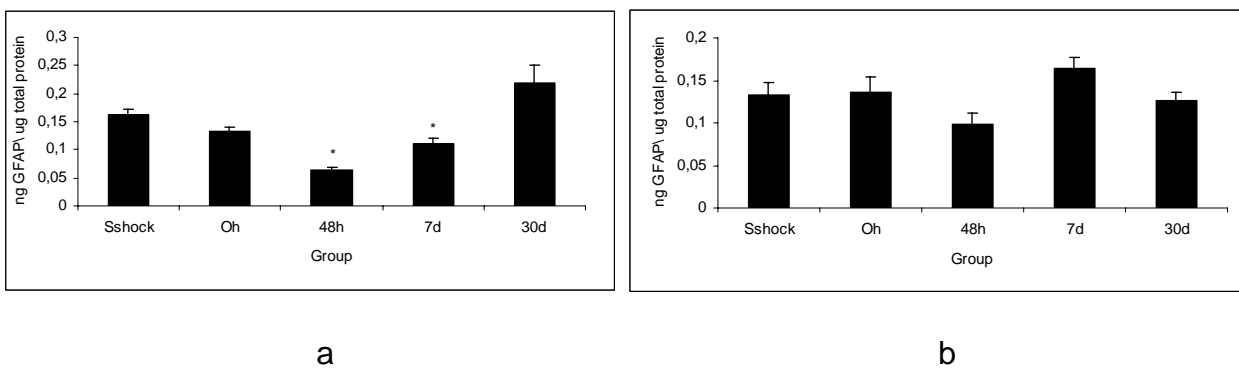 0,3
0,25
0,2
0,15
0,1
0,05
0
ng GFAP\ ug total protein
*
*
Sshock Oh 48h 7d 30d
Group
a
0,2
0,15
0,1
0,05
0
ng GFAP\ ug total protein
Sshock Oh 48h 7d 30d
Group
b